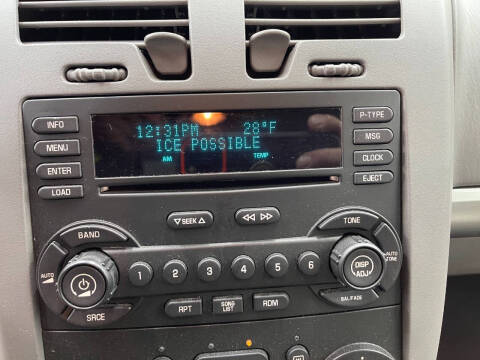 12:31PM 28°F
ICE POSSIBLE
AM TEMP
INFO
MENU
ENTER
LOAD
P-TYPE
MSG
CLOCK
EJECT
▽ SEEK △
◁◁ ▷▷
BAND
TONE
AUTO
AUTO TONE
1 2 3 4 5 6
DISP
ADJ
SRCE
BAL/FADE
RPT
SONG LIST
RDM